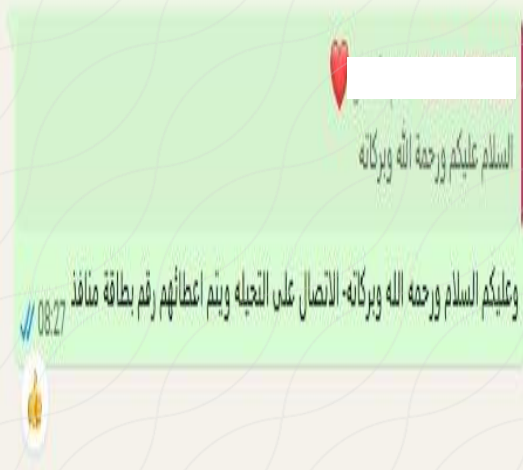 السلام عليكم ورحمة الله وبركاته
وعليكم السلام ورحمه الله وبركاته- الاتصال على النحيله ويتم اعطائهم رقم بطاقة منافذ
08:27